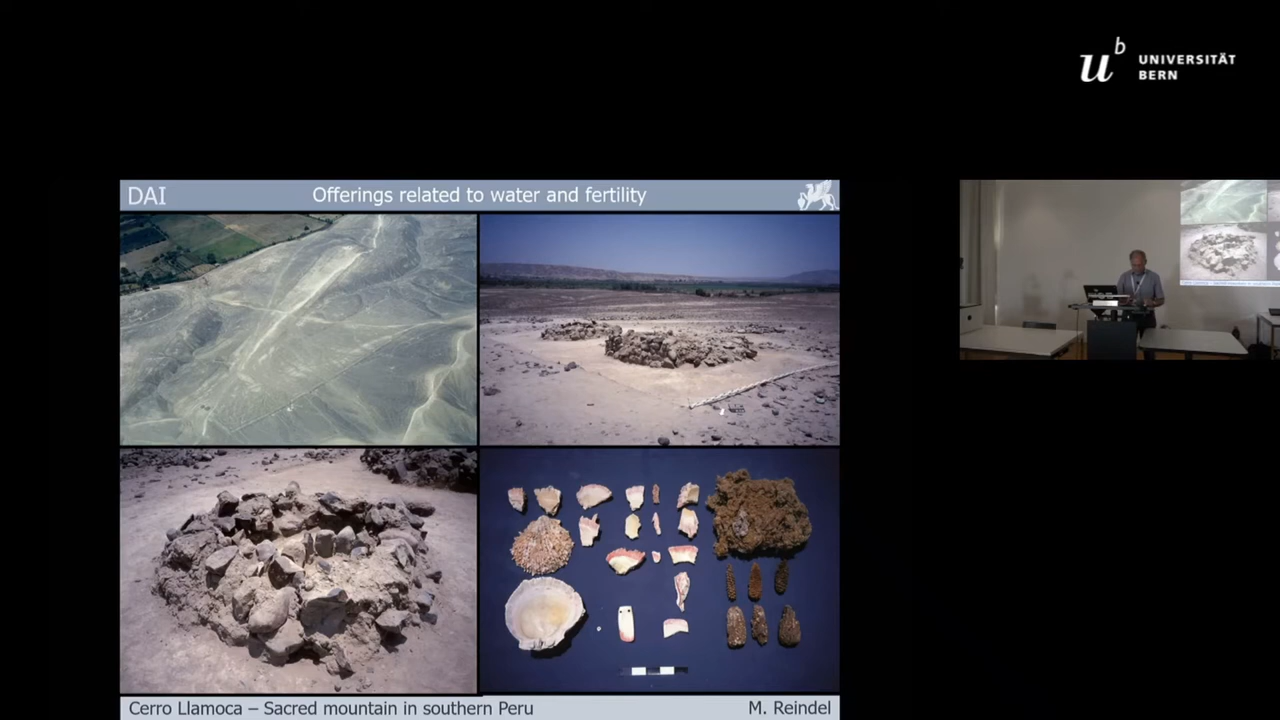 u^b UNIVERSITÄT
BERN
DAI Offerings related to water and fertility
Cerro Llamoca – Sacred mountain in southern Peru M. Reindel